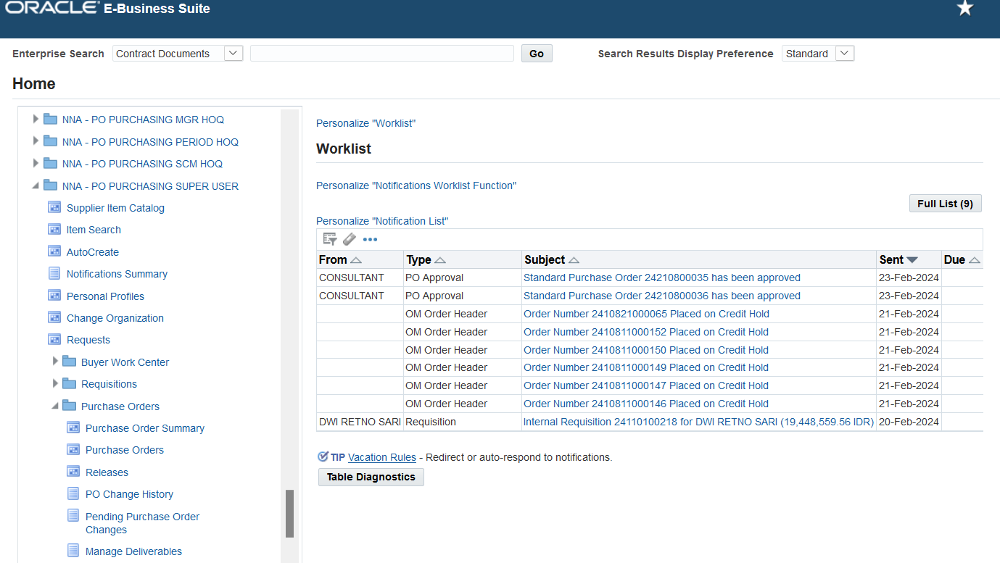 ORACLE E-Business Suite
Enterprise Search Contract Documents Go Search Results Display Preference Standard
Home
NNA - PO PURCHASING MGR HOQ
NNA - PO PURCHASING PERIOD HOQ
NNA - PO PURCHASING SCM HOQ
NNA - PO PURCHASING SUPER USER
Supplier Item Catalog
Item Search
AutoCreate
Notifications Summary
Personal Profiles
Change Organization
Requests
Buyer Work Center
Requisitions
Purchase Orders
Purchase Order Summary
Purchase Orders
Releases
PO Change History
Pending Purchase Order
Changes
Manage Deliverables
Personalize "Worklist"
Worklist
Personalize "Notifications Worklist Function"
Full List (9)
Personalize "Notification List"
From Type Subject Sent Due
CONSULTANT PO Approval Standard Purchase Order 24210800035 has been approved 23-Feb-2024
CONSULTANT PO Approval Standard Purchase Order 24210800036 has been approved 23-Feb-2024
OM Order Header Order Number 2410821000065 Placed on Credit Hold 21-Feb-2024
OM Order Header Order Number 2410811000152 Placed on Credit Hold 21-Feb-2024
OM Order Header Order Number 2410811000150 Placed on Credit Hold 21-Feb-2024
OM Order Header Order Number 2410811000149 Placed on Credit Hold 21-Feb-2024
OM Order Header Order Number 2410811000147 Placed on Credit Hold 21-Feb-2024
OM Order Header Order Number 2410811000146 Placed on Credit Hold 21-Feb-2024
DWI RETNO SARI Requisition Internal Requisition 24110100218 for DWI RETNO SARI (19,448,559.56 IDR) 20-Feb-2024
TIP Vacation Rules - Redirect or auto-respond to notifications.
Table Diagnostics